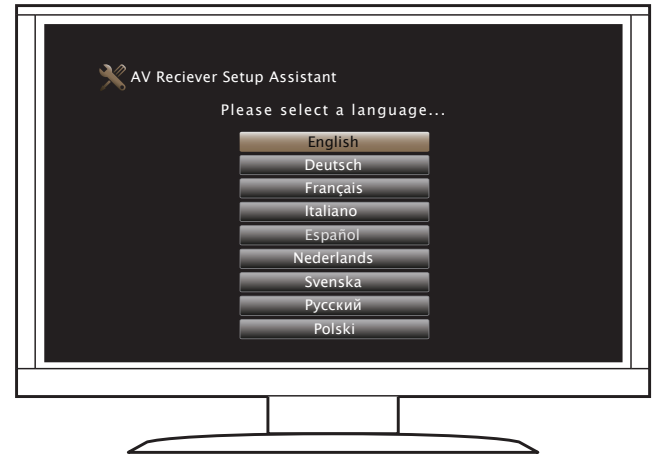 AV Reciever Setup Assistant
Please select a language...
English
Deutsch
Français
Italiano
Español
Nederlands
Svenska
Русский
Polski